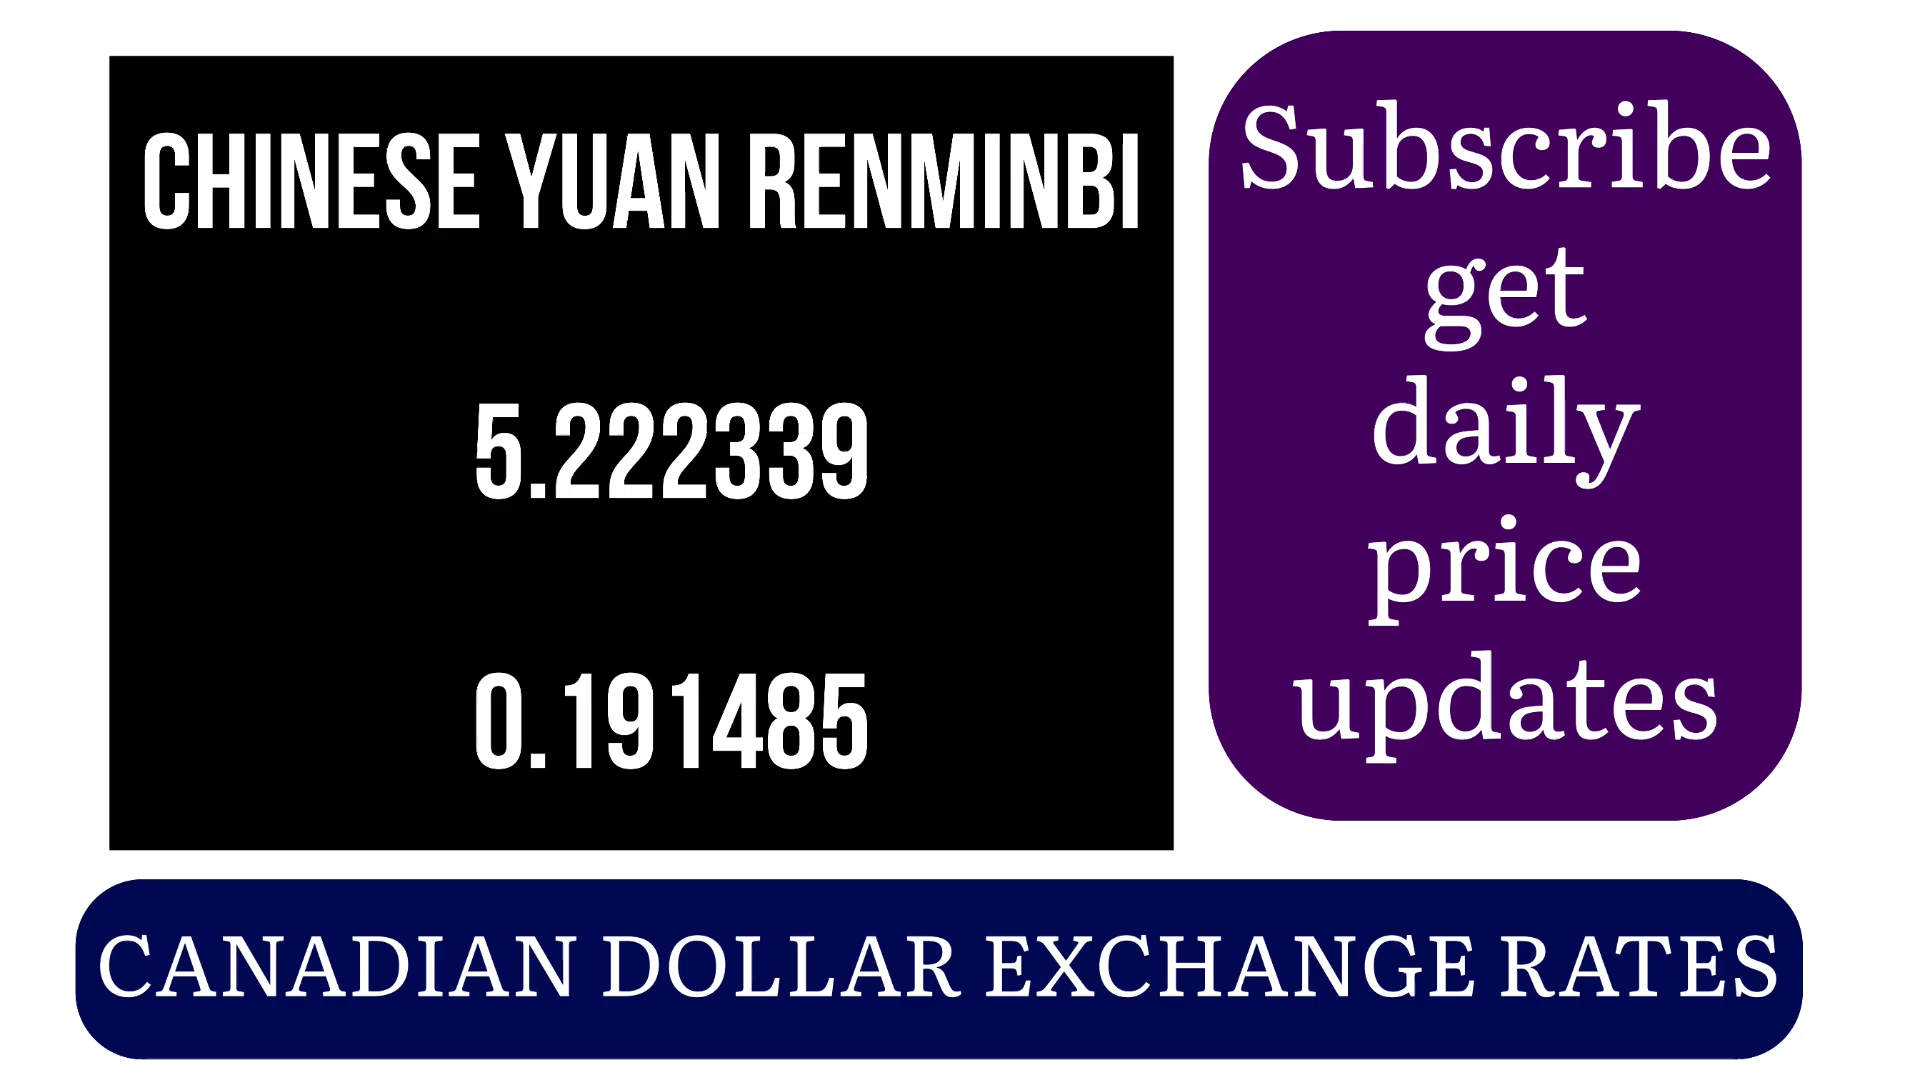 CHINESE YUAN RENMINBI
5.222339
0.191485
Subscribe
get
daily
price
updates
CANADIAN DOLLAR EXCHANGE RATES